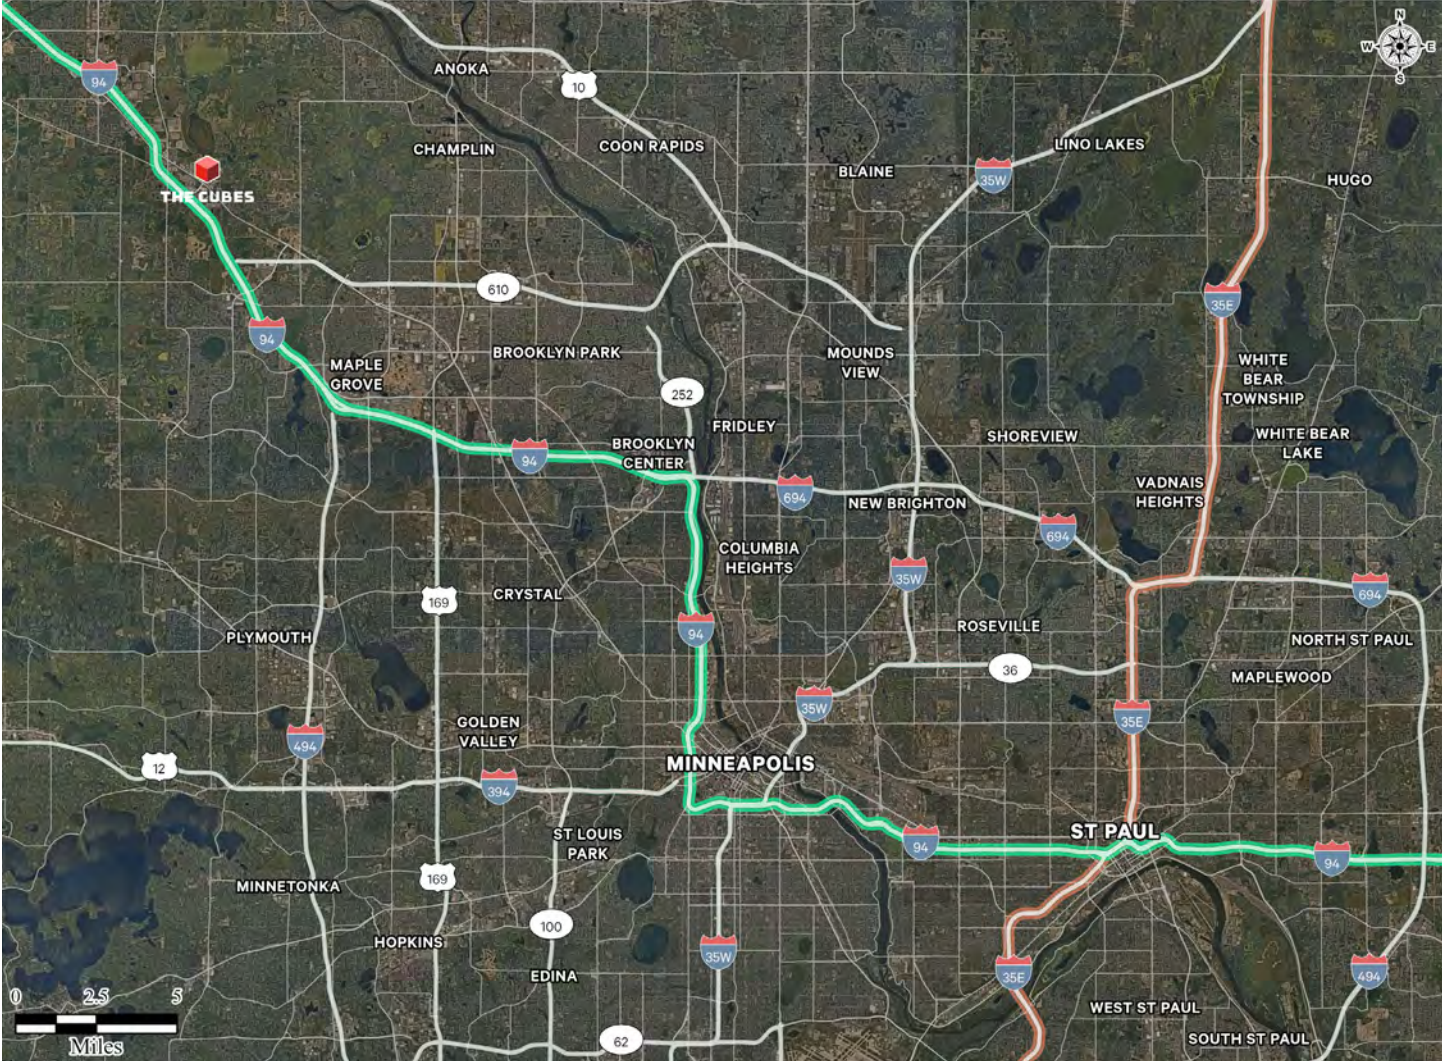 N
W
E
S
94
ANOKA
10
CHAMPLIN
COON RAPIDS
LINO LAKES
BLAINE
35W
HUGO
THE CUBES
610
35E
94
BROOKLYN PARK
MAPLE
GROVE
MOUNDS
VIEW
WHITE
BEAR
TOWNSHIP
252
FRIDLEY
BROOKLYN
CENTER
SHOREVIEW
WHITE BEAR
LAKE
94
694
NEW BRIGHTON
VADNAIS
HEIGHTS
694
COLUMBIA
HEIGHTS
35W
169
CRYSTAL
694
94
ROSEVILLE
PLYMOUTH
NORTH ST PAUL
36
MAPLEWOOD
35W
35E
GOLDEN
VALLEY
494
12
MINNEAPOLIS
394
ST LOUIS
PARK
ST PAUL
94
94
169
MINNETONKA
100
HOPKINS
35W
EDINA
35E
494
0 2.5 5
Miles
WEST ST PAUL
62
SOUTH ST PAUL